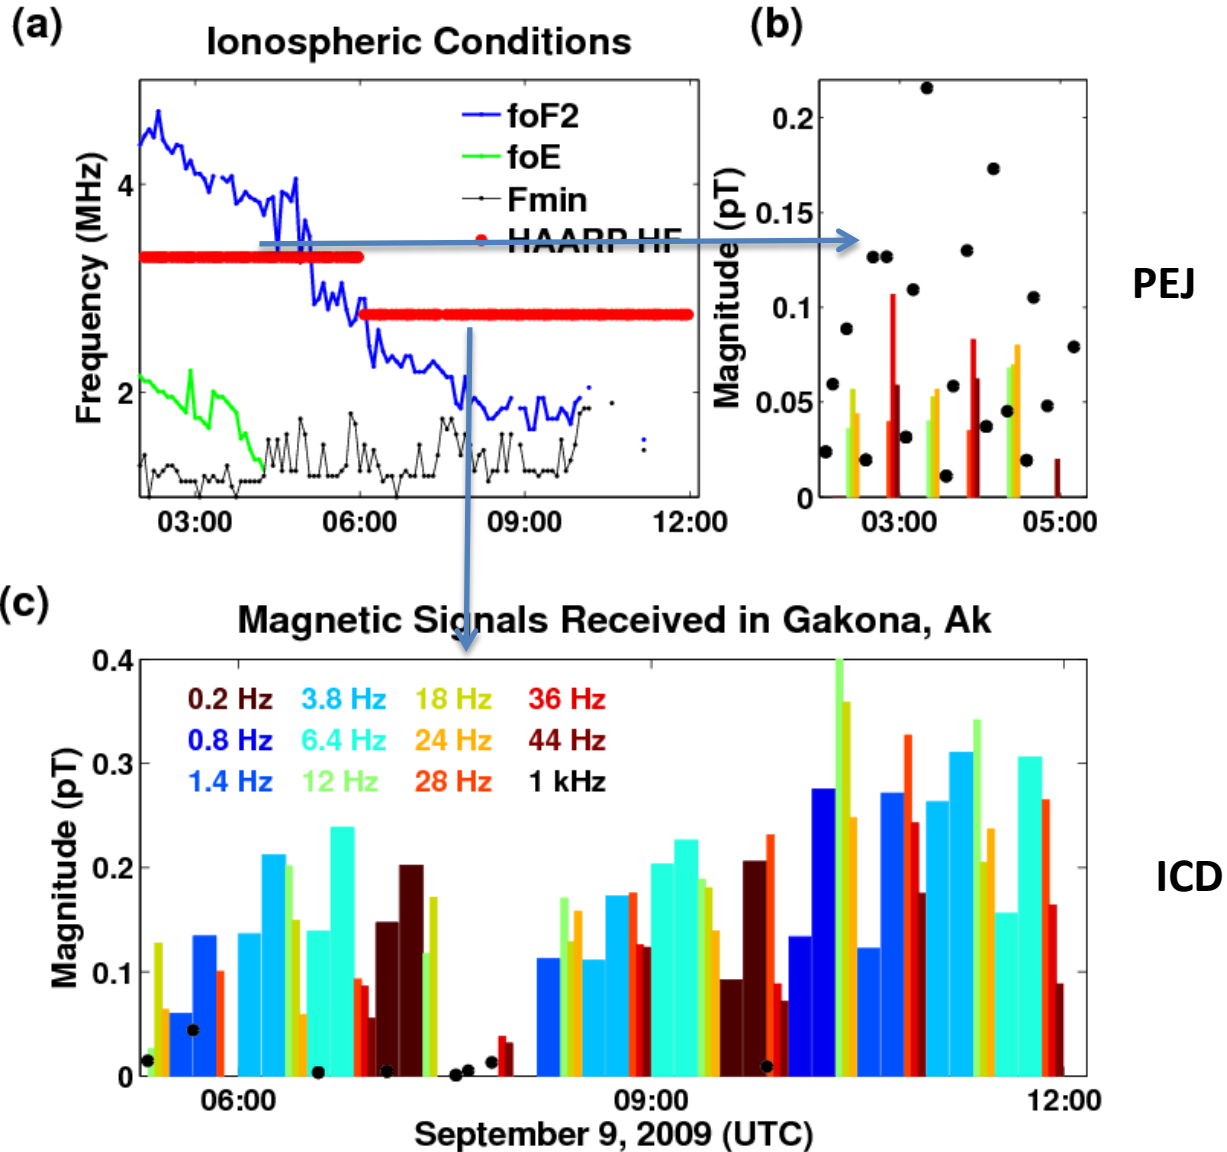 (a)
Ionospheric Conditions
Frequency (MHz)
4
2
foF2
foE
Fmin
HAARP HF
03:00 06:00 09:00 12:00
(b)
Magnitude (pT)
0.2
0.15
0.1
0.05
0
03:00 05:00
PEJ
(c)
Magnetic Signals Received in Gakona, Ak
Magnitude (pT)
0.4
0.3
0.2
0.1
0
0.2 Hz 3.8 Hz 18 Hz 36 Hz
0.8 Hz 6.4 Hz 24 Hz 44 Hz
1.4 Hz 12 Hz 28 Hz 1 kHz
ICD
06:00 09:00 12:00
September 9, 2009 (UTC)